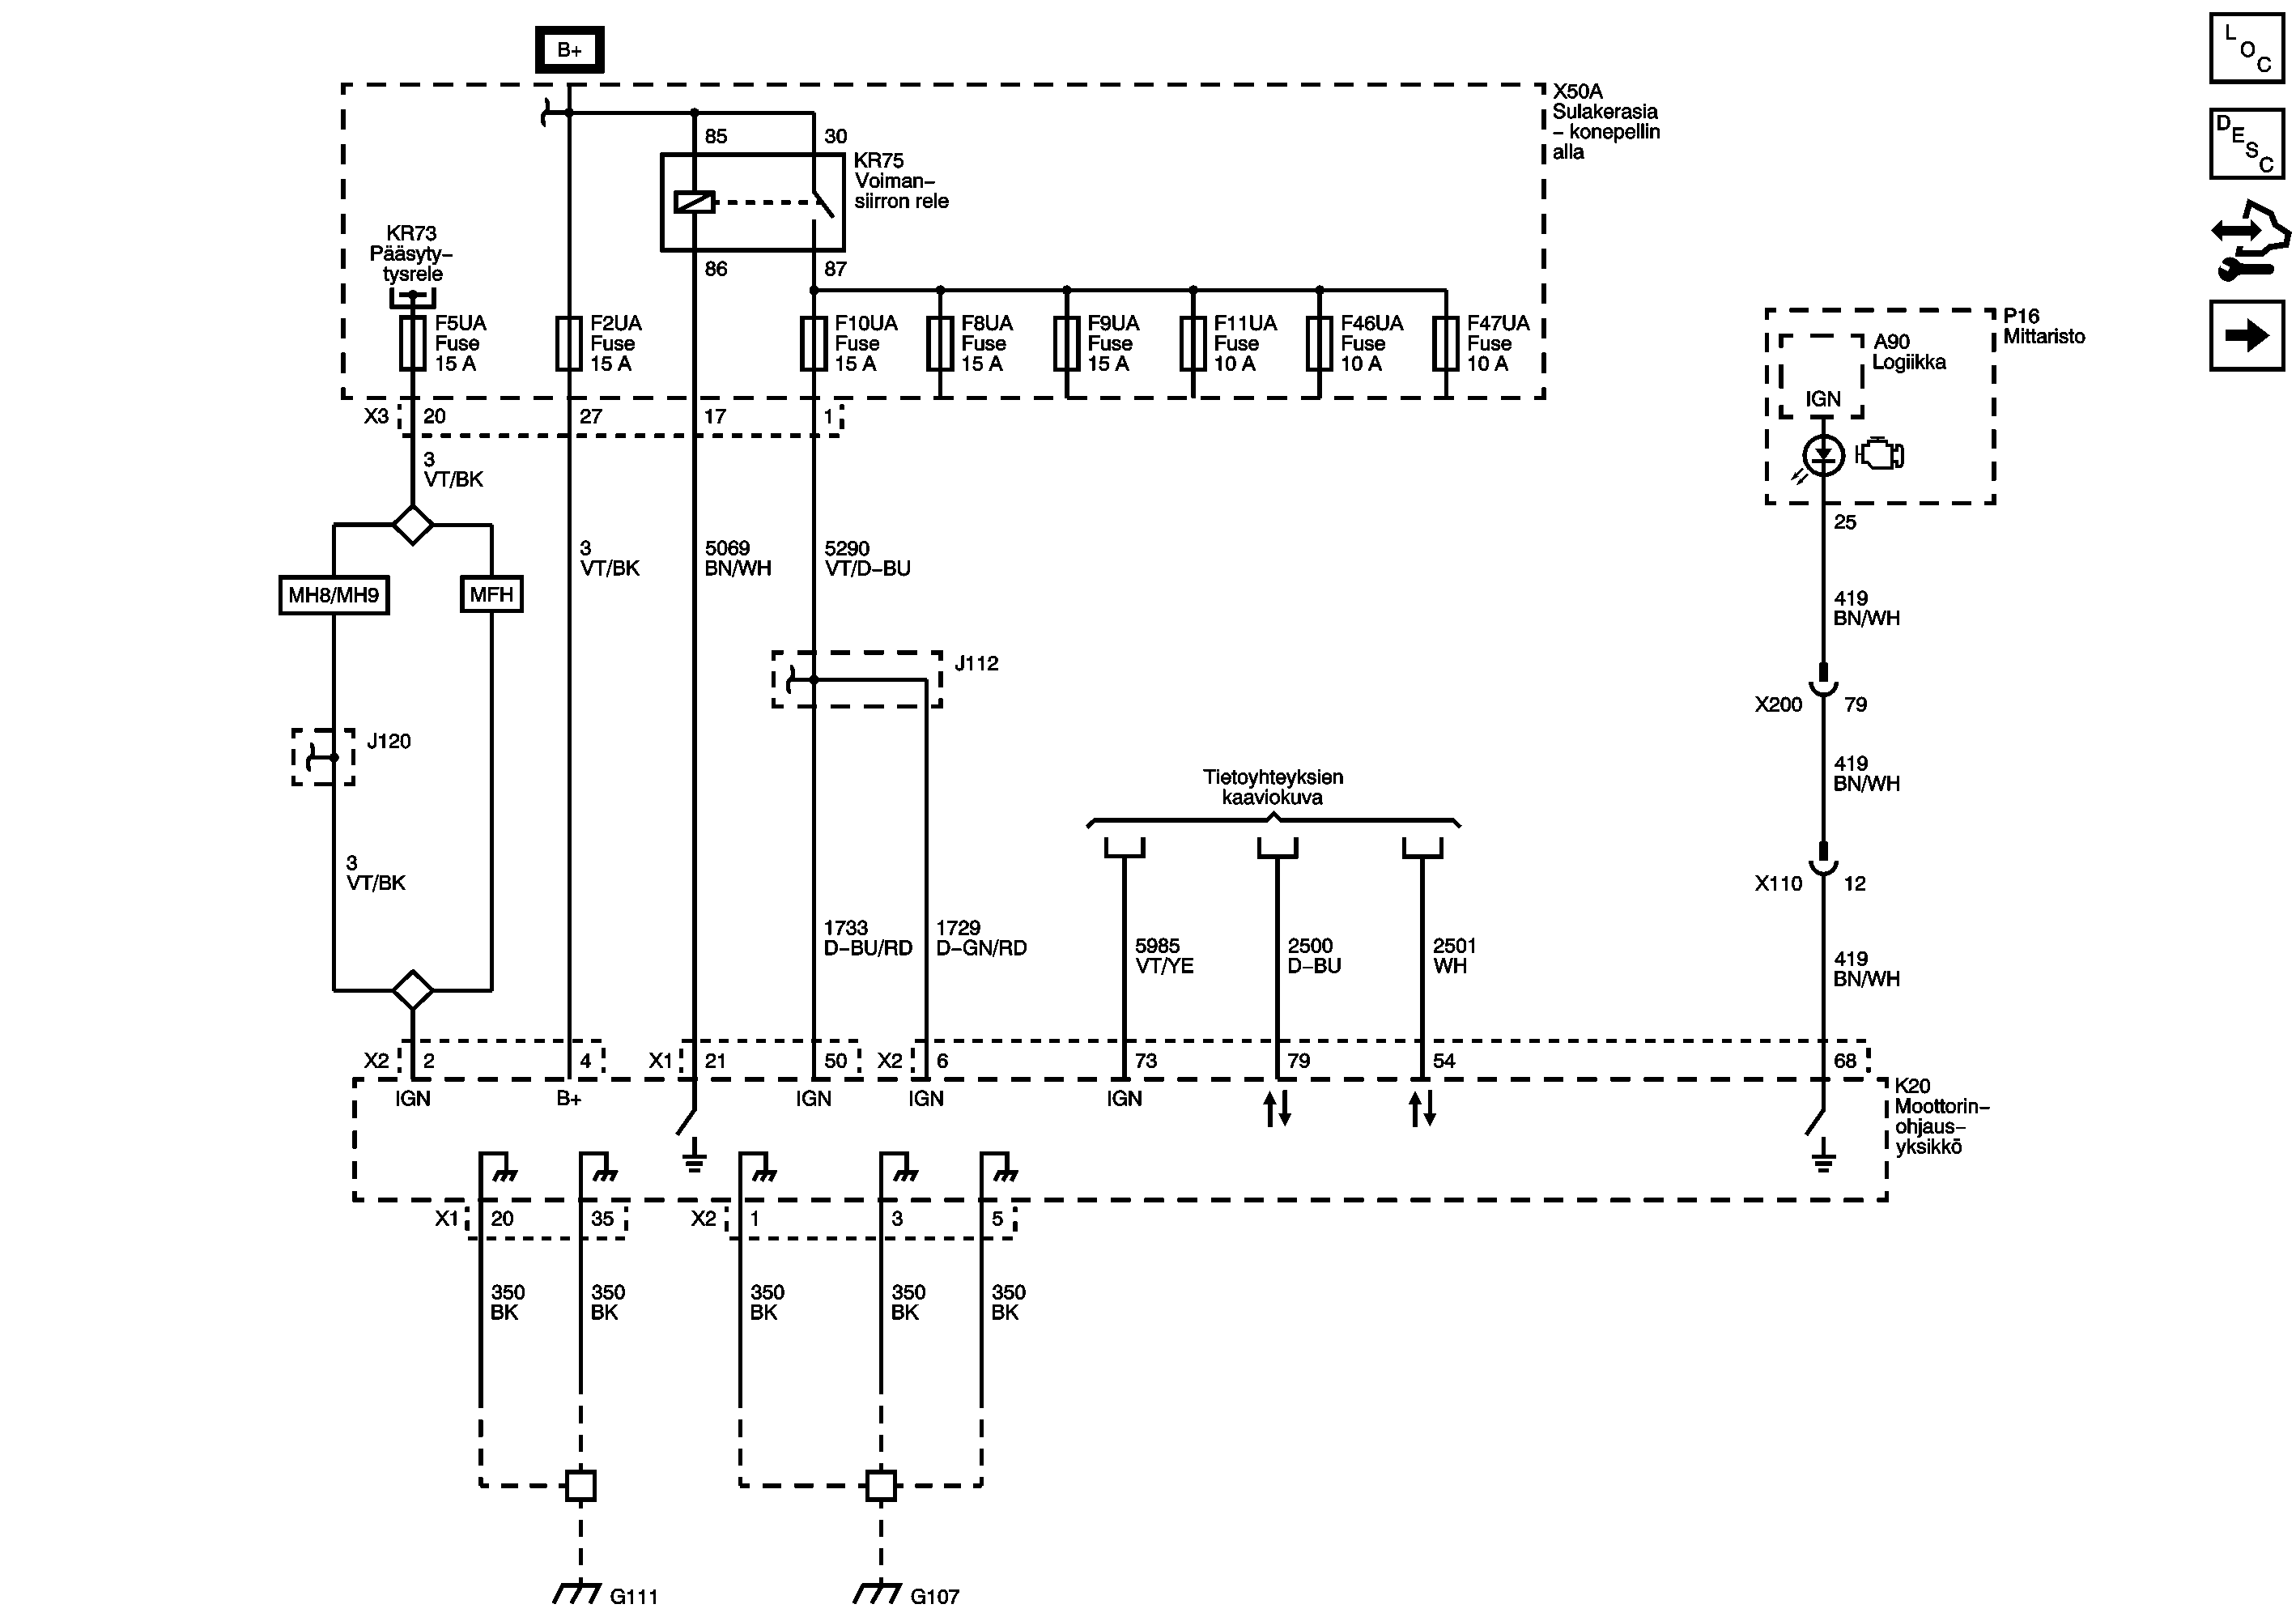 B+
L
O
C
D
E
S
C
X50A
Sulakerasia
– konepellin
alla
85
30
KR75
Voiman–
siirron rele
86
87
KR73
Pääsyty–
tysrele
F5UA
Fuse
15 A
F2UA
Fuse
15 A
F10UA
Fuse
15 A
F8UA
Fuse
15 A
F9UA
Fuse
15 A
F11UA
Fuse
10 A
F46UA
Fuse
10 A
F47UA
Fuse
10 A
P16
Mittaristo
A90
Logiikka
IGN
X3
20
27
17
1
3
VT/BK
25
3
VT/BK
5069
BN/WH
5290
VT/D–BU
MH8/MH9
MFH
419
BN/WH
J112
X200
79
J120
419
BN/WH
Tietoyhteyksien
kaaviokuva
3
VT/BK
X110
12
1733
D–BU/RD
1729
D–GN/RD
5985
VT/YE
2500
D–BU
2501
WH
419
BN/WH
X2
2
4
X1
21
50
X2
6
73
79
54
68
IGN
B+
IGN
IGN
IGN
K20
Moottorin–
ohjaus–
yksikkö
X1
20
35
X2
1
3
5
350
BK
350
BK
350
BK
350
BK
350
BK
G111
G107